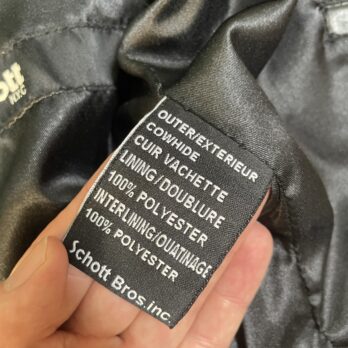 OUTER/EXTERIEUR
COWHIDE
CUIR VACHETTE
LINING/DOUBLURE
100% POLYESTER
INTERLINING/OUATINAGE
100% POLYESTER
Schott Bros.inc.